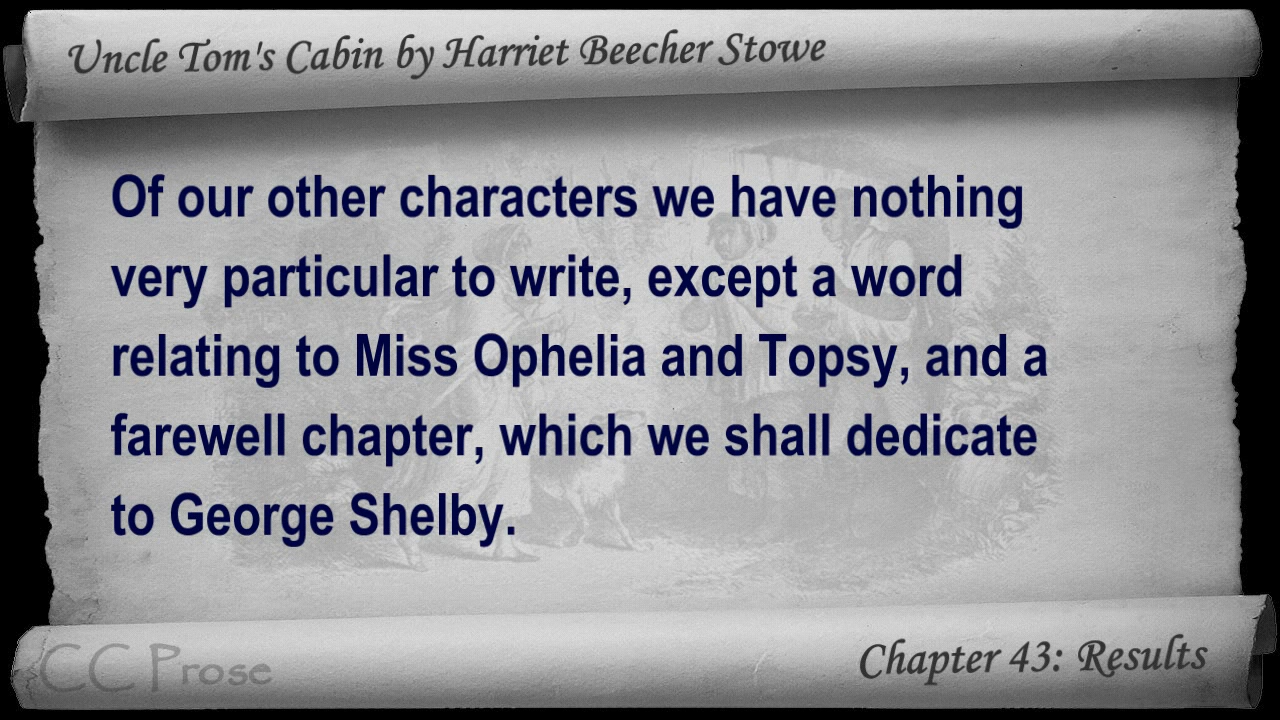 Uncle Tom's Cabin by Harriet Beecher Stowe
Of our other characters we have nothing
very particular to write, except a word
relating to Miss Ophelia and Topsy, and a
farewell chapter, which we shall dedicate
to George Shelby.
CC Prose
Chapter 43: Results